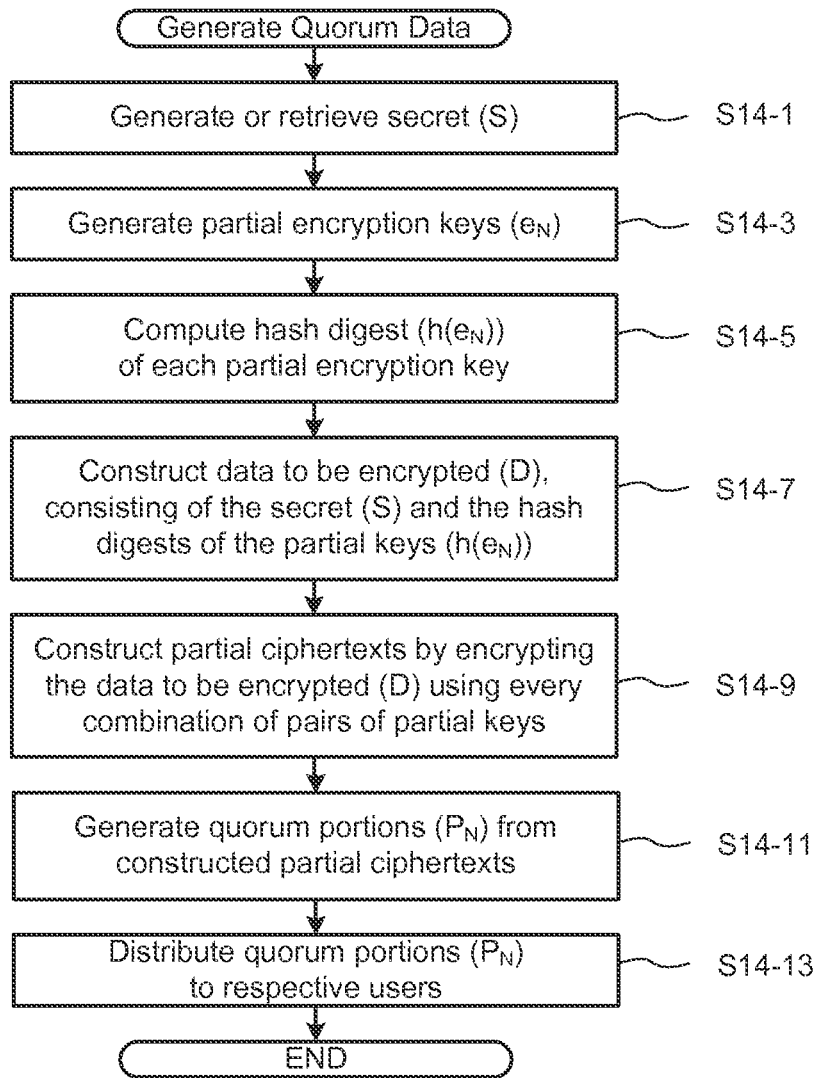 Generate Quorum Data
Generate or retrieve secret (S)
S14-1
Generate partial encryption keys (eN)
S14-3
Compute hash digest (h(eN))
of each partial encryption key
S14-5
Construct data to be encrypted (D),
consisting of the secret (S) and the hash
digests of the partial keys (h(eN))
S14-7
Construct partial ciphertexts by encrypting
the data to be encrypted (D) using every
combination of pairs of partial keys
S14-9
Generate quorum portions (PN) from
constructed partial ciphertexts
S14-11
Distribute quorum portions (PN)
to respective users
S14-13
END